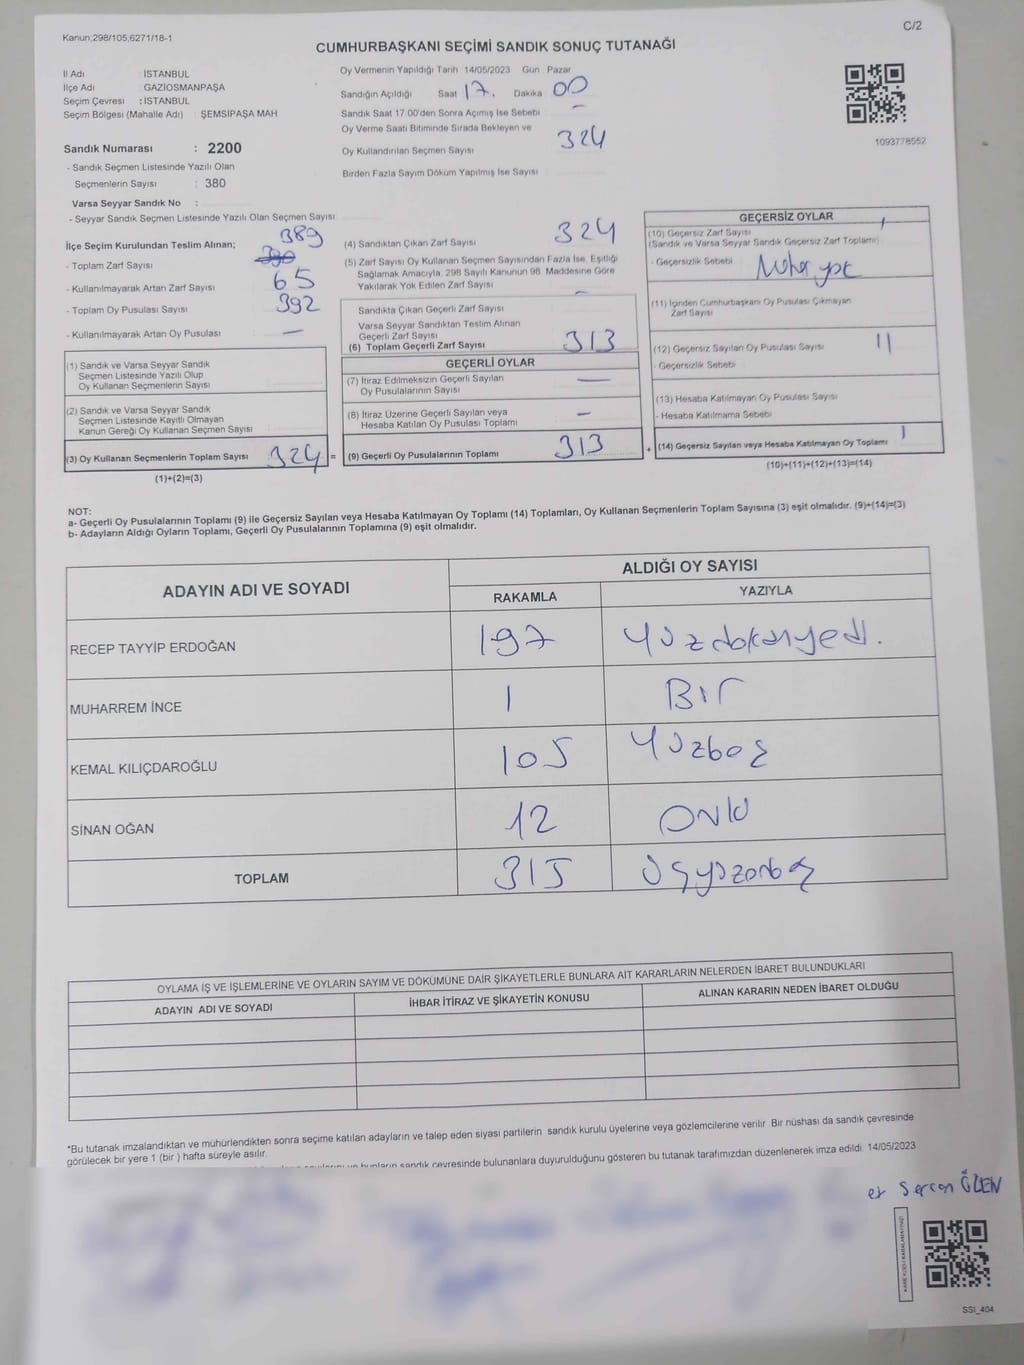 Kanun,298/105,6271/18-1
C/2
CUMHURBAŞKANI SEÇİMİ SANDIK SONUÇ TUTANAĞI
İl Adı : İSTANBUL
İlçe Adı GAZİOSMANPAŞA
Seçim Çevresi : İSTANBUL
Seçim Bölgesi (Mahalle Adı) : ŞEMSİPAŞA MAH
Sandık Numarası : 2200
- Sandık Seçmen Listesinde Yazılı Olan
Seçmenlerin Sayısı : 380
Varsa Seyyar Sandık No :
- Seyyar Sandık Seçmen Listesinde Yazılı Olan Seçmen Sayısı
Oy Vermenin Yapıldığı Tarih 14/05/2023 Gün Pazar
Sandığın Açıldığı Saat 17. Dakika 00
Sandık Saat 17.00'den Sonra Açımış İse Sebebi -
Oy Verme Saati Bitiminde Sırada Bekleyen ve
Oy Kullandırılan Seçmen Sayısı 324
Birden Fazla Sayım Döküm Yapılmış İse Sayısı
1093778552
İlçe Seçim Kurulundan Teslim Alınan; 389
- Toplam Zarf Sayısı
- Kullanılmayarak Artan Zarf Sayısı 65
- Toplam Oy Pusulası Sayısı 392
- Kullanılmayarak Artan Oy Pusulası —
(1) Sandık ve Varsa Seyyar Sandık
Seçmen Listesinde Yazılı Olup
Oy Kullanan Seçmenlerin Sayısı
(2) Sandık ve Varsa Seyyar Sandık
Seçmen Listesinde Kayıtlı Olmayan
Kanun Gereği Oy Kullanan Seçmen Sayısı
(3) Oy Kullanan Seçmenlerin Toplam Sayısı 324 =
(1)+(2)=(3)
(4) Sandıktan Çıkan Zarf Sayısı 324
(5) Zarf Sayısı Oy Kullanan Seçmen Sayısından Fazla İse, Eşitliği
Sağlamak Amacıyla, 298 Sayılı Kanunun 98. Maddesine Göre
Yakılarak Yok Edilen Zarf Sayısı -
Sandıkta Çıkan Geçerli Zarf Sayısı
Varsa Seyyar Sandıktan Teslim Alınan
Geçerli Zarf Sayısı
(6) Toplam Geçerli Zarf Sayısı 313
GEÇERLİ OYLAR
(7) İtiraz Edilmeksizin Geçerli Sayılan —
Oy Pusulalarının Sayısı
(8) İtiraz Üzerine Geçerli Sayılan veya -
Hesaba Katılan Oy Pusulası Toplamı
(9) Geçerli Oy Pusulalarının Toplamı 313 +
GEÇERSİZ OYLAR
(10) Geçersiz Zarf Sayısı 1
(Sandık ve Varsa Seyyar Sandık Geçersiz Zarf Toplamı)
- Geçersizlik Sebebi
(11) İçinden Cumhurbaşkanı Oy Pusulası Çıkmayan
Zarf Sayısı
(12) Geçersiz Sayılan Oy Pusulası Sayısı 11
- Geçersizlik Sebebi
(13) Hesaba Katılmayan Oy Pusulası Sayısı
- Hesaba Katılmama Sebebi
(14) Geçersiz Sayılan veya Hesaba Katılmayan Oy Toplamı 1
(10)+(11)+(12)+(13)=(14)
NOT:
a- Geçerli Oy Pusulalarının Toplamı (9) ile Geçersiz Sayılan veya Hesaba Katılmayan Oy Toplamı (14) Toplamları, Oy Kullanan Seçmenlerin Toplam Sayısına (3) eşit olmalıdır. (9)+(14)=(3)
b- Adayların Aldığı Oyların Toplamı, Geçerli Oy Pusulalarının Toplamına (9) eşit olmalıdır.
ADAYIN ADI VE SOYADI
ALDIĞI OY SAYISI
RAKAMLA YAZIYLA
RECEP TAYYİP ERDOĞAN 197 Yüzdoksanyedi.
MUHARREM İNCE 1 Bir
KEMAL KILIÇDAROĞLU 105 Yüzbeş
SİNAN OĞAN 12 Oniki
TOPLAM 315 Üçyüzonbeş
OYLAMA İŞ VE İŞLEMLERİNE VE OYLARIN SAYIM VE DÖKÜMÜNE DAİR ŞİKAYETLERLE BUNLARA AİT KARARLARIN NELERDEN İBARET BULUNDUKLARI
ADAYIN ADI VE SOYADI İHBAR İTİRAZ VE ŞİKAYETİN KONUSU ALINAN KARARIN NEDEN İBARET OLDUĞU
*Bu tutanak imzalandıktan ve mühürlendikten sonra seçime katılan adayların ve talep eden siyasi partilerin sandık kurulu üyelerine veya gözlemcilerine verilir. Bir nüshası da sandık çevresinde
görülecek bir yere 1 (bir ) hafta süreyle asılır.
bunların sandık çevresinde bulunanlara duyurulduğunu gösteren bu tutanak tarafımızdan düzenlenerek imza edildi. 14/05/2023
Sercan
SSİ_404